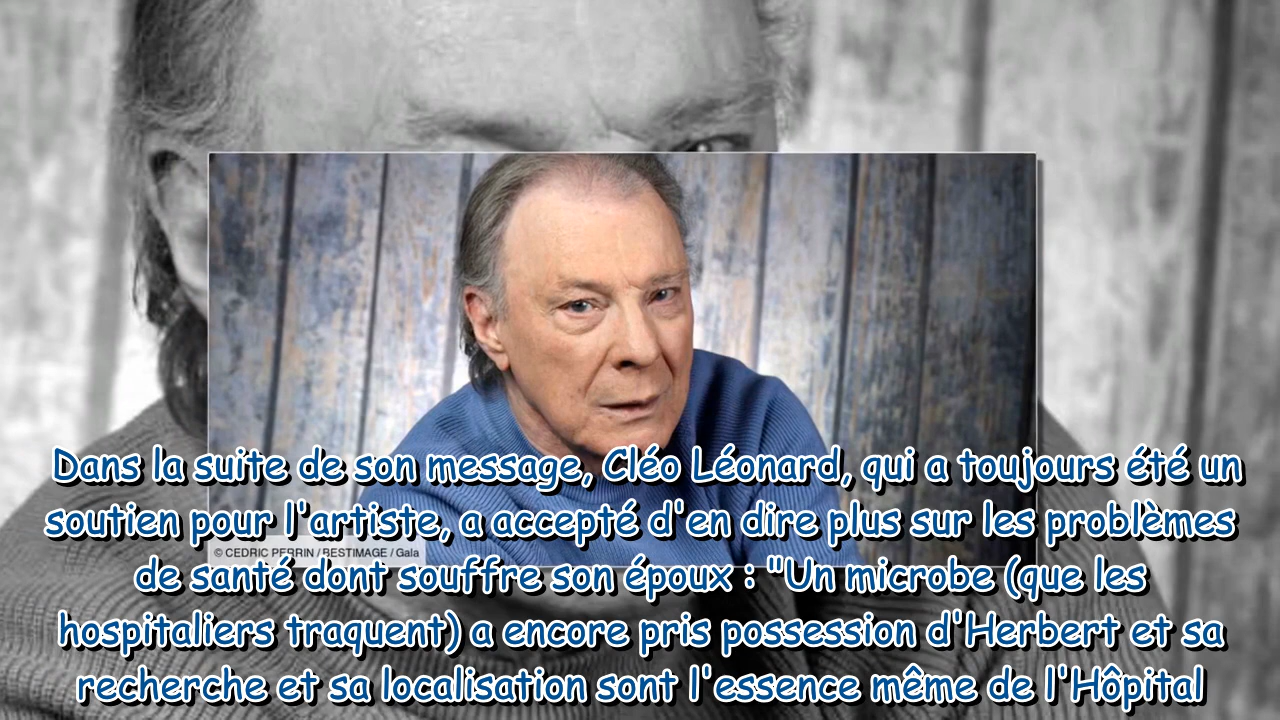 Dans la suite de son message, Cléo Léonard, qui a toujours été un
soutien pour l'artiste, a accepté d'en dire plus sur les problèmes
© CEDRIC PERRIN / BESTIMAGE / Gala
de santé dont souffre son époux : "Un microbe (que les
hospitaliers traquent) a encore pris possession d'Herbert et sa
recherche et sa localisation sont l'essence même de l'Hôpital